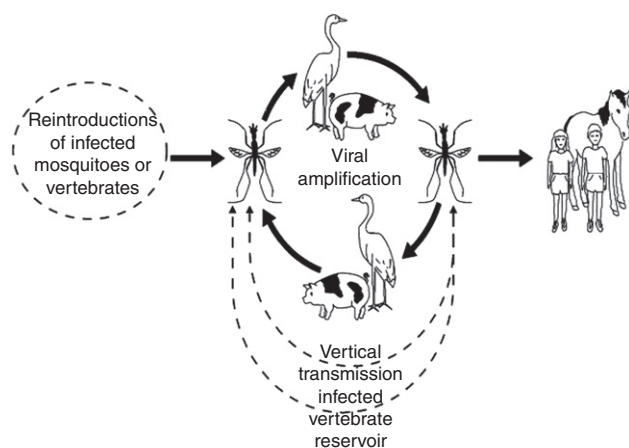 Reintroductions
of infected
mosquitoes or
vertebrates
Viral
amplification
Vertical
transmission
infected
vertebrate
reservoir